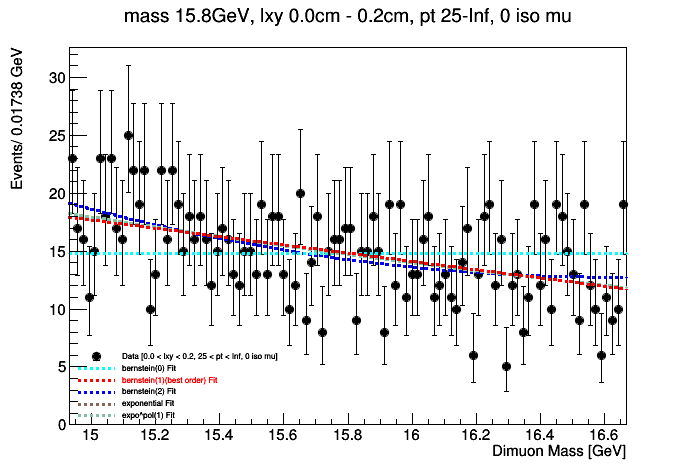 mass 15.8GeV, lxy 0.0cm - 0.2cm, pt 25-Inf, 0 iso mu
Events/ 0.01738 GeV
30
25
20
15
10
5
0
Data [0.0 < lxy < 0.2, 25 < pt < Inf, 0 iso mu]
bernstein(0) Fit
bernstein(1)(best order) Fit
bernstein(2) Fit
exponential Fit
expo*pol(1) Fit
15 15.2 15.4 15.6 15.8 16 16.2 16.4 16.6
Dimuon Mass [GeV]